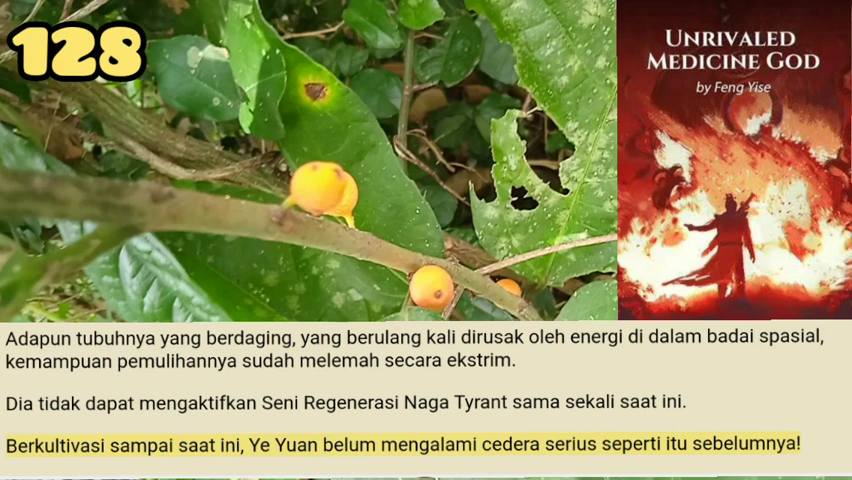 128
UNRIVALED
MEDICINE GOD
by Feng Yise
Adapun tubuhnya yang berdaging, yang berulang kali dirusak oleh energi di dalam badai spasial,
kemampuan pemulihannya sudah melemah secara ekstrim.
Dia tidak dapat mengaktifkan Seni Regenerasi Naga Tyrant sama sekali saat ini.
Berkultivasi sampai saat ini, Ye Yuan belum mengalami cedera serius seperti itu sebelumnya!